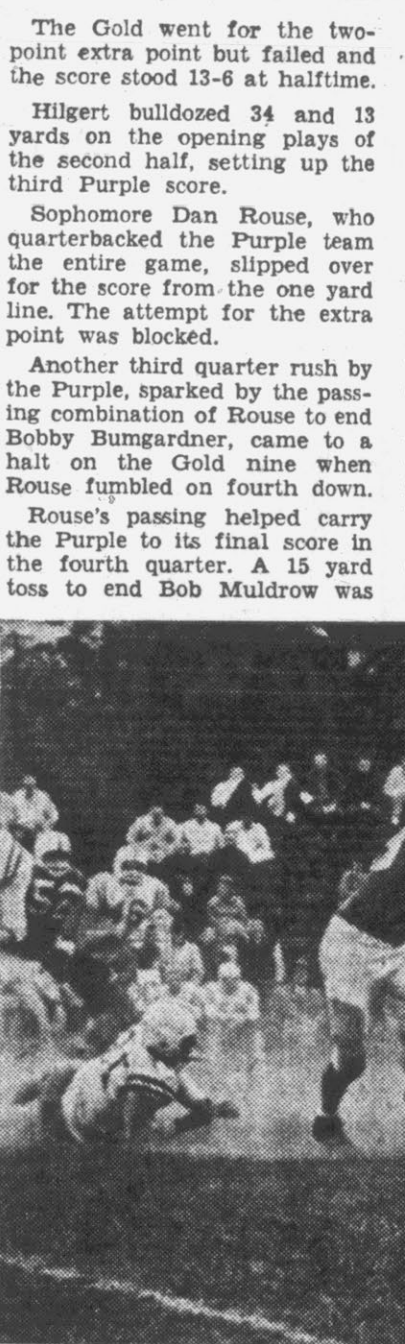 The Gold went for the two-
point extra point but failed and
the score stood 13-6 at halftime.
Hilgert bulldozed 34 and 13
yards on the opening plays of
the second half, setting up the
third Purple score.
Sophomore Dan Rouse, who
quarterbacked the Purple team
the entire game, slipped over
for the score from the one yard
line. The attempt for the extra
point was blocked.
Another third quarter rush by
the Purple, sparked by the pass-
ing combination of Rouse to end
Bobby Bumgardner, came to a
halt on the Gold nine when
Rouse fumbled on fourth down.
Rouse's passing helped carry
the Purple to its final score in
the fourth quarter. A 15 yard
toss to end Bob Muldrow was